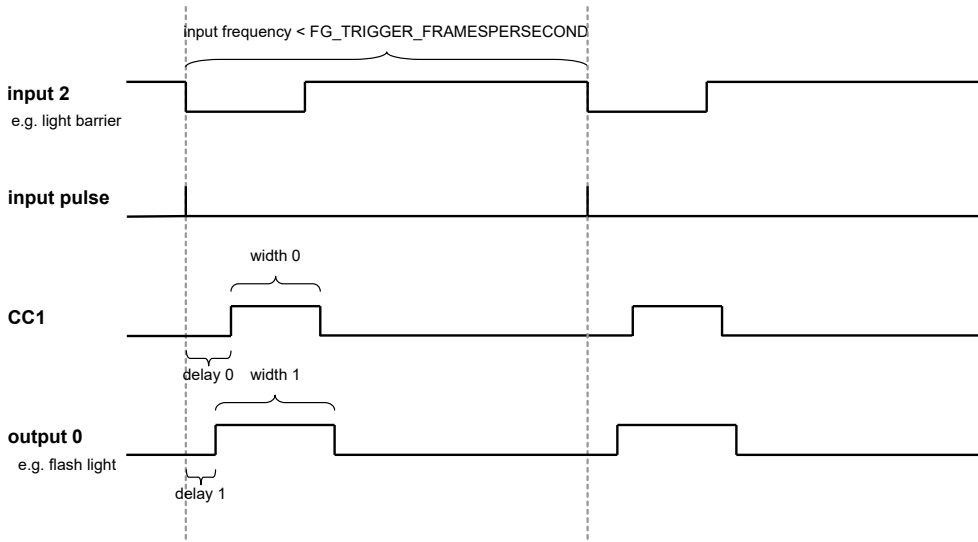 input frequency < FG_TRIGGER_FRAMESPERSECOND
input 2
e.g. light barrier
input pulse
width 0
CC1
delay 0
width 1
output 0
e.g. flash light
delay 1